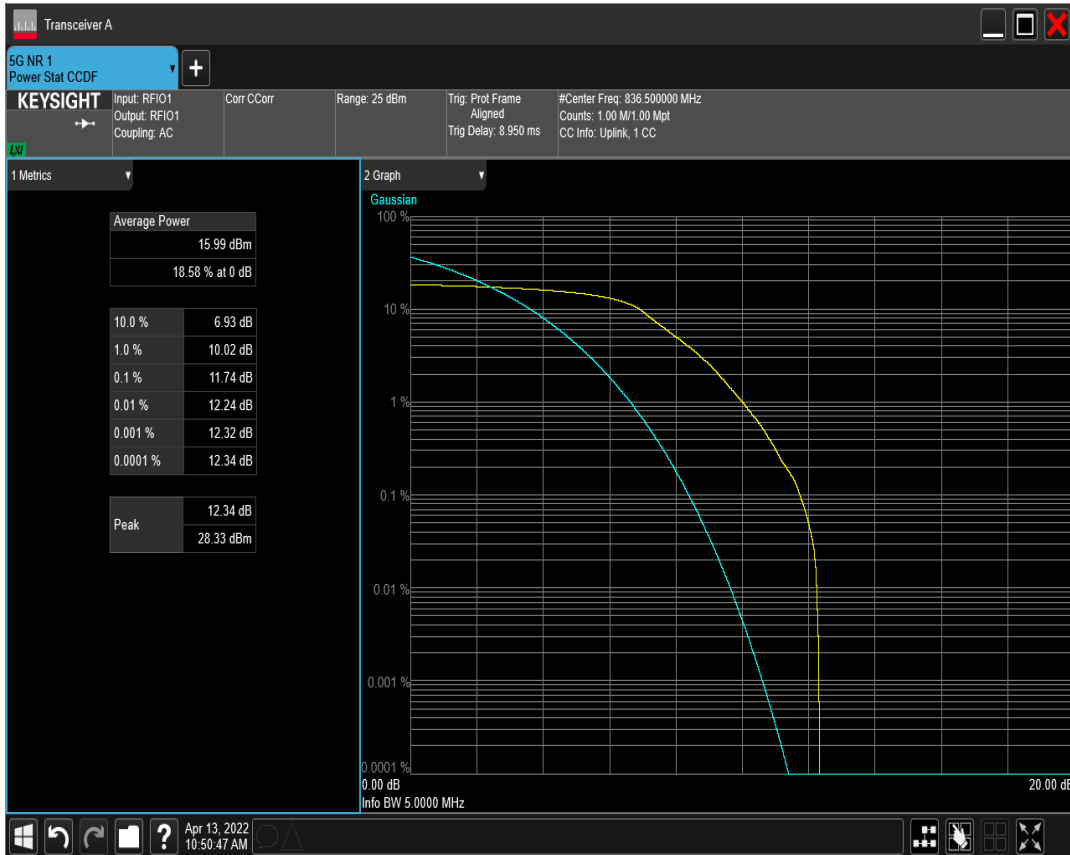 Transceiver A
5G NR 1
Power Stat CCDF
+
KEYSIGHT
LXI
Input: RFIO1
Output: RFIO1
Coupling: AC
Corr CCorr
Range: 25 dBm
Trig: Prot Frame
Aligned
Trig Delay: 8.950 ms
#Center Freq: 836.500000 MHz
Counts: 1.00 M/1.00 Mpt
CC Info: Uplink, 1 CC
1 Metrics
Average Power
15.99 dBm
18.58 % at 0 dB
10.0 % 6.93 dB
1.0 % 10.02 dB
0.1 % 11.74 dB
0.01 % 12.24 dB
0.001 % 12.32 dB
0.0001 % 12.34 dB
Peak
12.34 dB
28.33 dBm
2 Graph
Gaussian
100 %
10 %
1 %
0.1 %
0.01 %
0.001 %
0.0001 %
0.00 dB 20.00 dB
Info BW 5.0000 MHz
?
Apr 13, 2022
10:50:47 AM